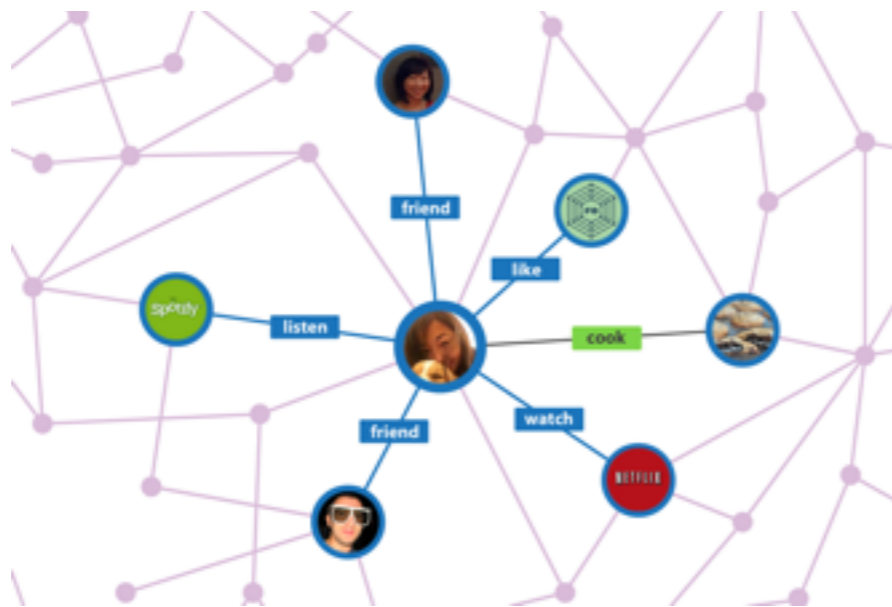 friend
like
Spotify
listen
cook
friend
watch
NETFLIX